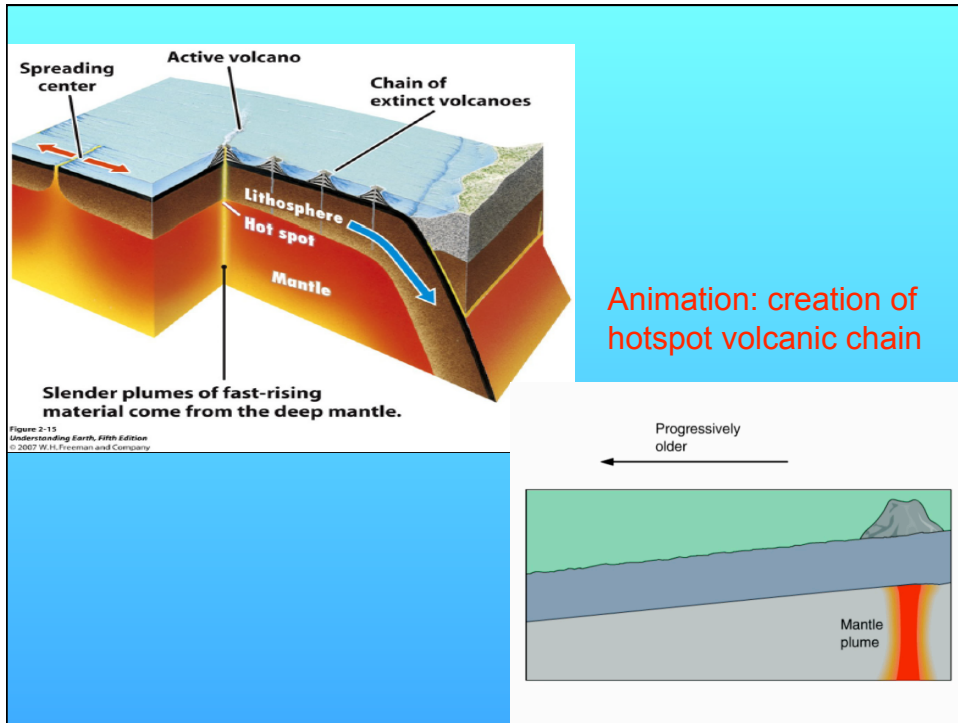 Spreading
center
Active volcano
Chain of
extinct volcanoes
Lithosphere
Hot spot
Mantle
Slender plumes of fast-rising
material come from the deep mantle.
Figure 2-15
Understanding Earth, Fifth Edition
© 2007 W.H. Freeman and Company
Animation: creation of
hotspot volcanic chain
Progressively
older
Mantle
plume